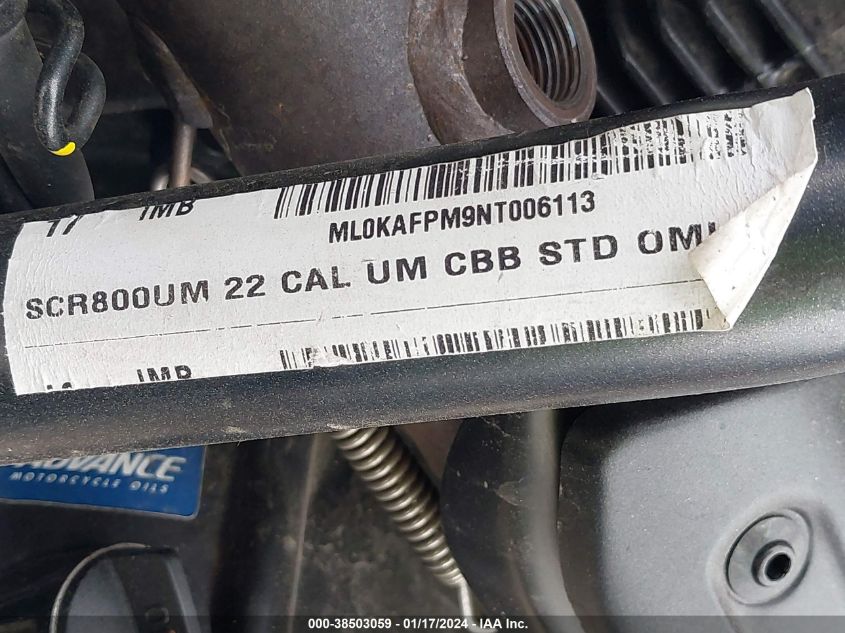 17 IMB
ML0KAFPM9NT006113
SCR800UM 22 CAL UM CBB STD
IMB
ADVANCE
MOTORCYCLE OILS
000-38503059 - 01/17/2024 - IAA Inc.